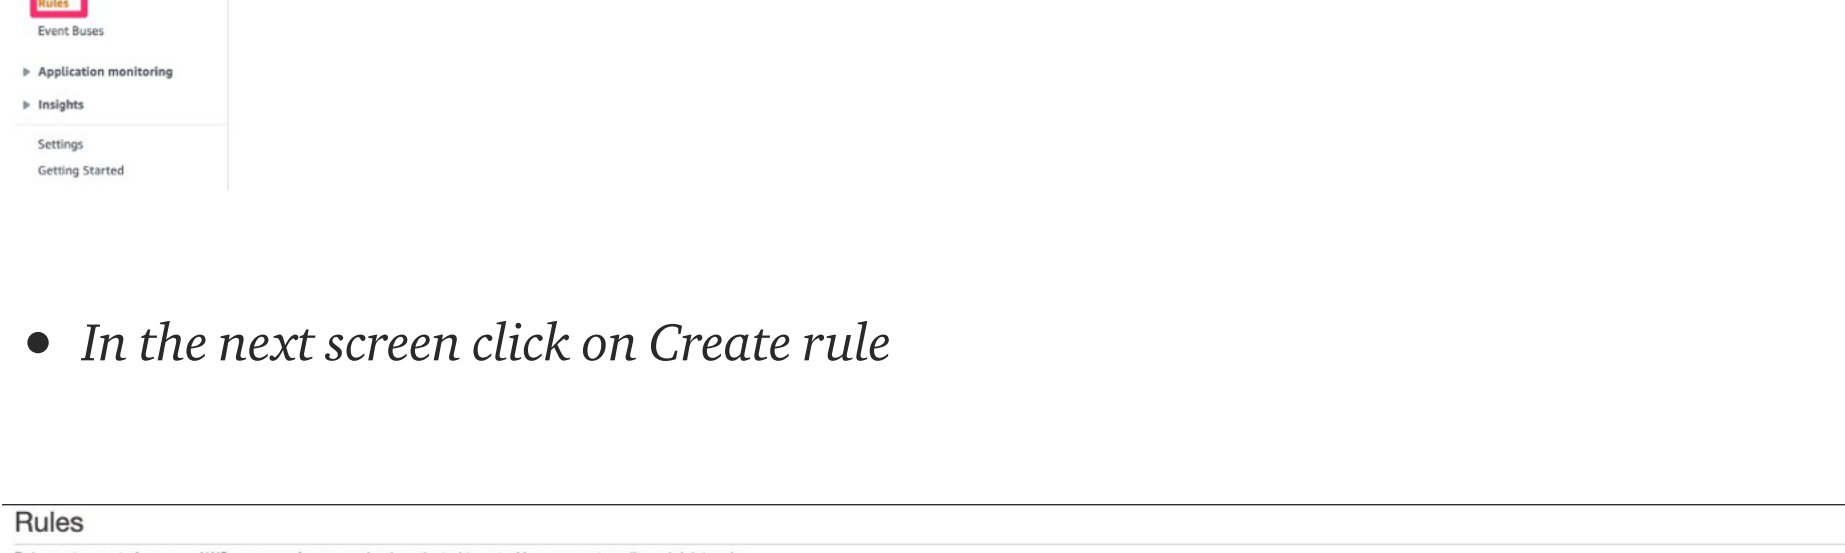 Rules
Event Buses
Application monitoring
Insights
Settings
Getting Started
• In the next screen click on Create rule
Rules